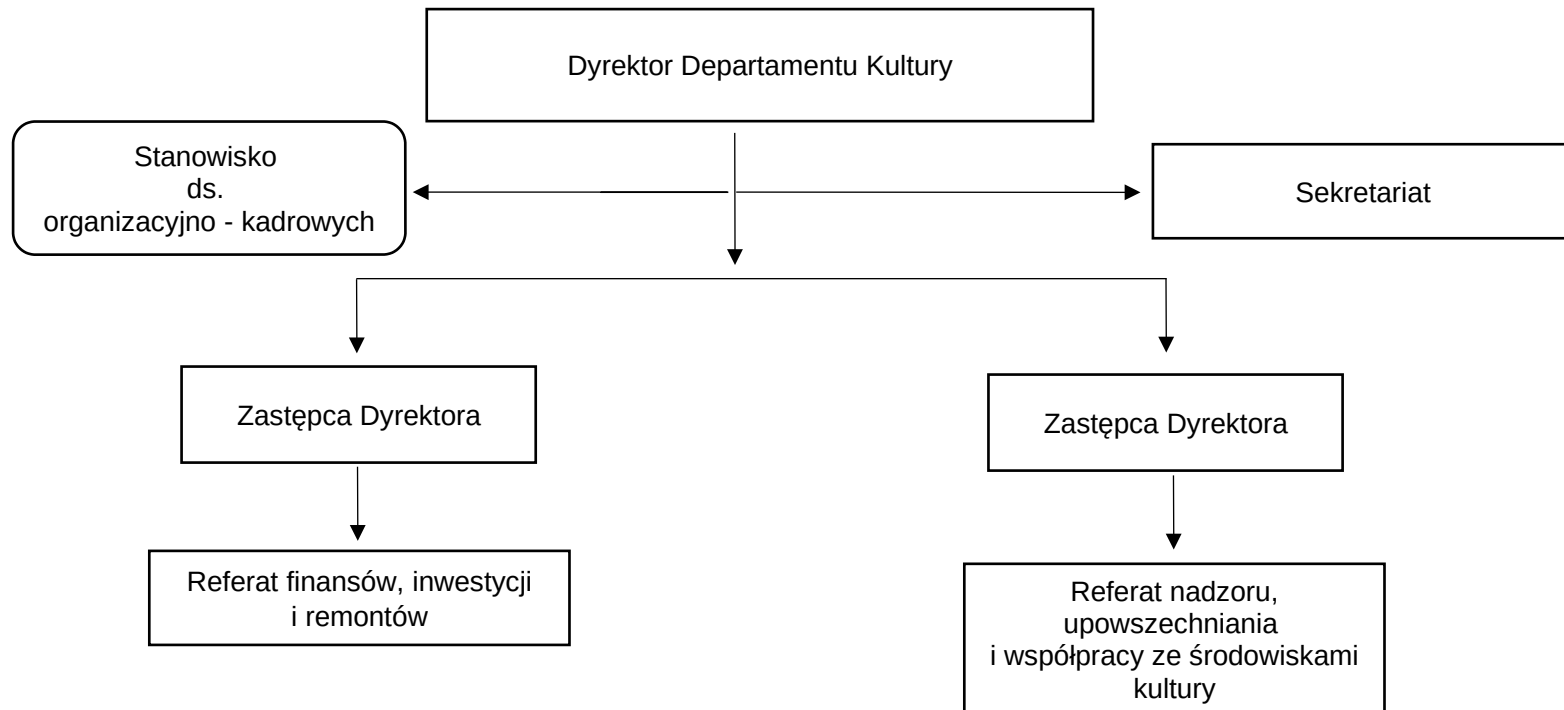 Dyrektor Departamentu Kultury
Stanowisko
ds.
organizacyjno - kadrowych
Sekretariat
Zastępca Dyrektora
Zastępca Dyrektora
Referat finansów, inwestycji
i remontów
Referat nadzoru,
upowszechniania
i współpracy ze środowiskami
kultury